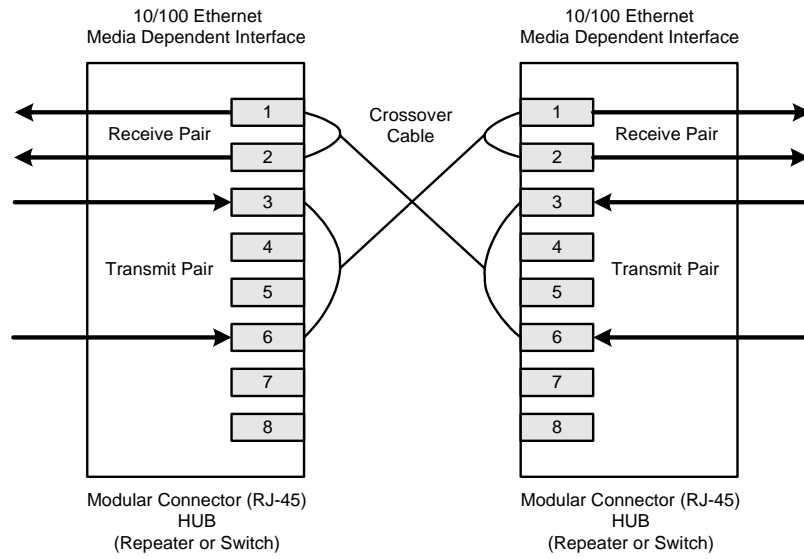 10/100 Ethernet
Media Dependent Interface
10/100 Ethernet
Media Dependent Interface
1
Receive Pair
2
3
4
Transmit Pair
5
6
7
8
Crossover
Cable
1
Receive Pair
2
3
4
Transmit Pair
5
6
7
8
Modular Connector (RJ-45)
HUB
(Repeater or Switch)
Modular Connector (RJ-45)
HUB
(Repeater or Switch)